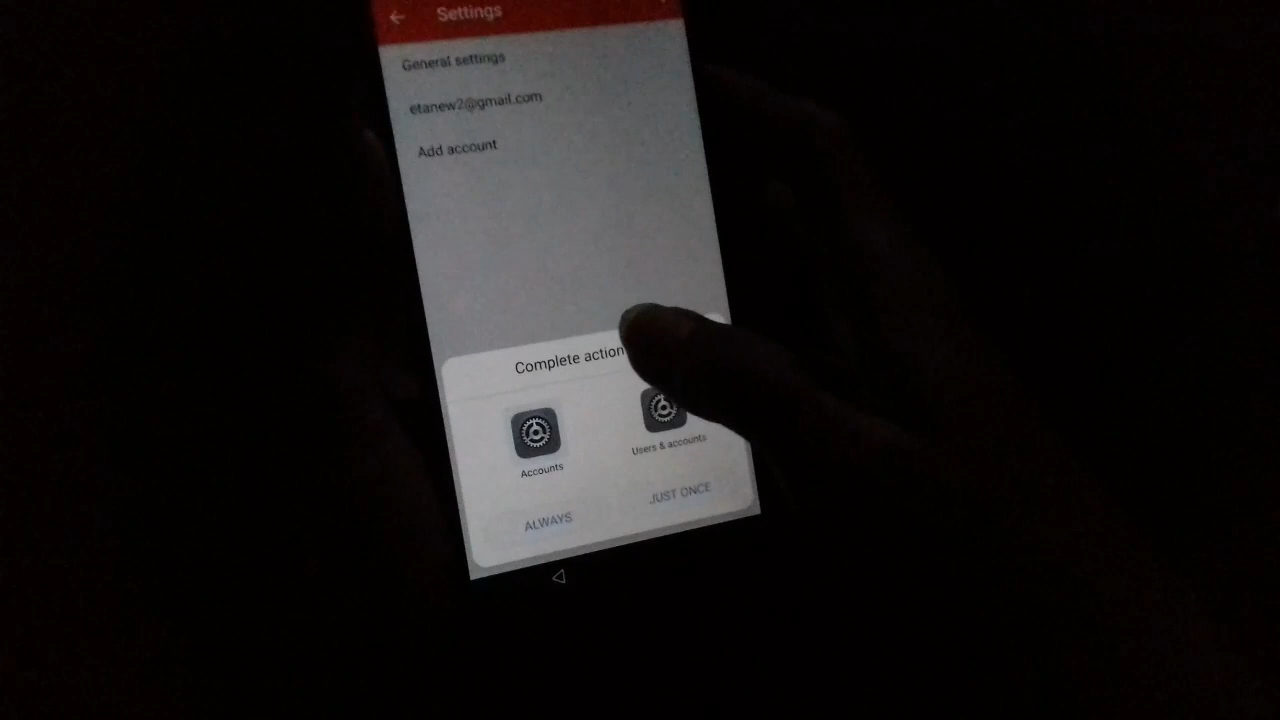 Settings
General settings
etanew2@gmail.com
Add account
Complete action
Accounts
Users & accounts
ALWAYS
JUST ONCE